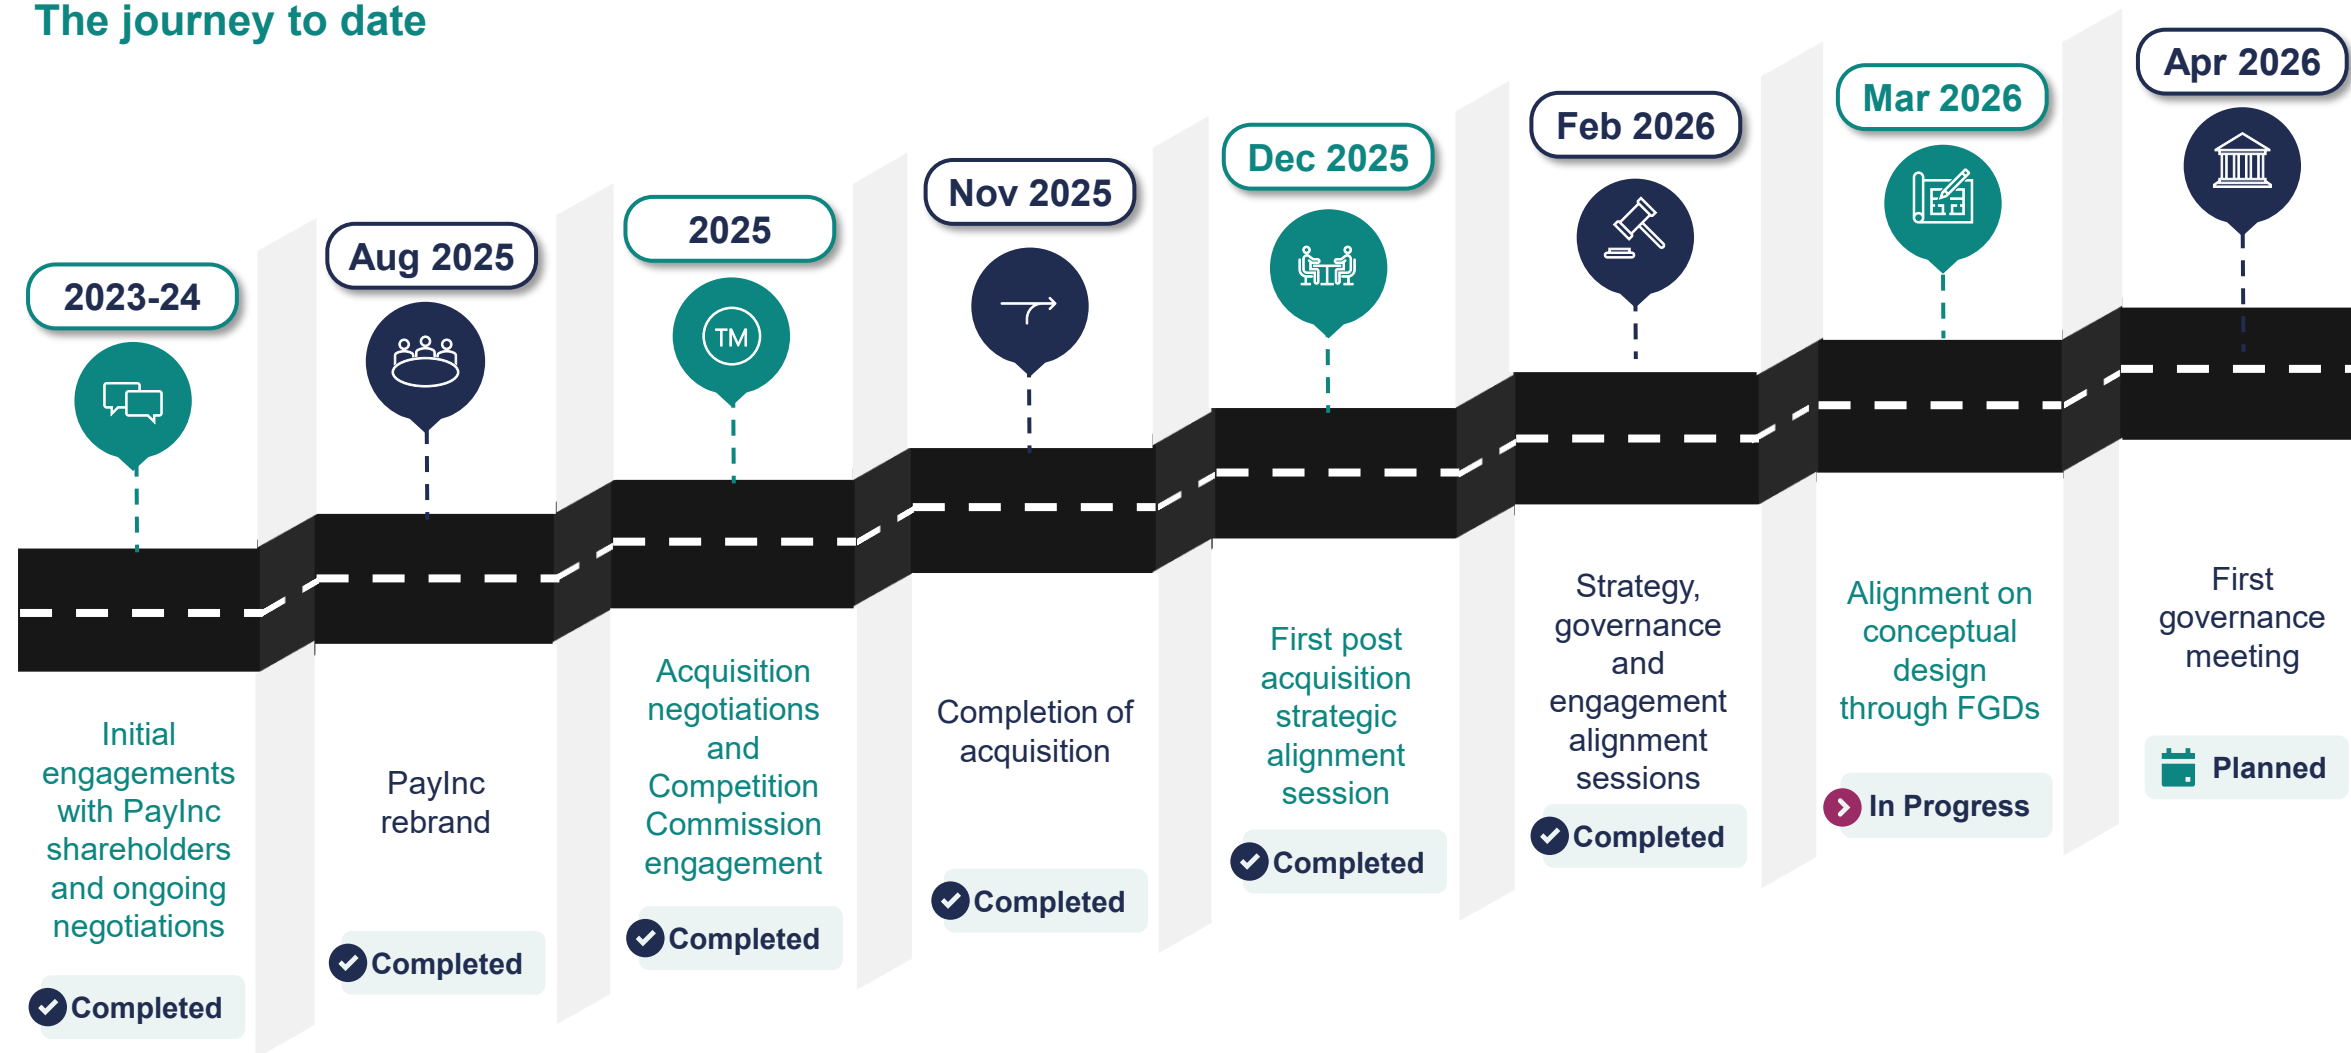 The journey to date
2023-24
Initial
engagements
with PayInc
shareholders
and ongoing
negotiations
Completed
Aug 2025
PayInc
rebrand
Completed
2025
TM
Acquisition
negotiations
and
Competition
Commission
engagement
Completed
Nov 2025
Completion of
acquisition
Completed
Dec 2025
First post
acquisition
strategic
alignment
session
Completed
Feb 2026
Strategy,
governance
and
engagement
alignment
sessions
Completed
Mar 2026
Alignment on
conceptual
design
through FGDs
In Progress
Apr 2026
First
governance
meeting
Planned